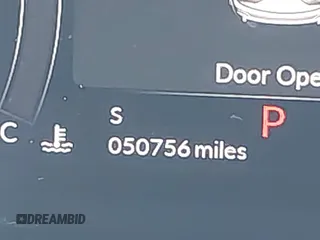 Door Ope
S
P
C
050756 miles
DREAMBID